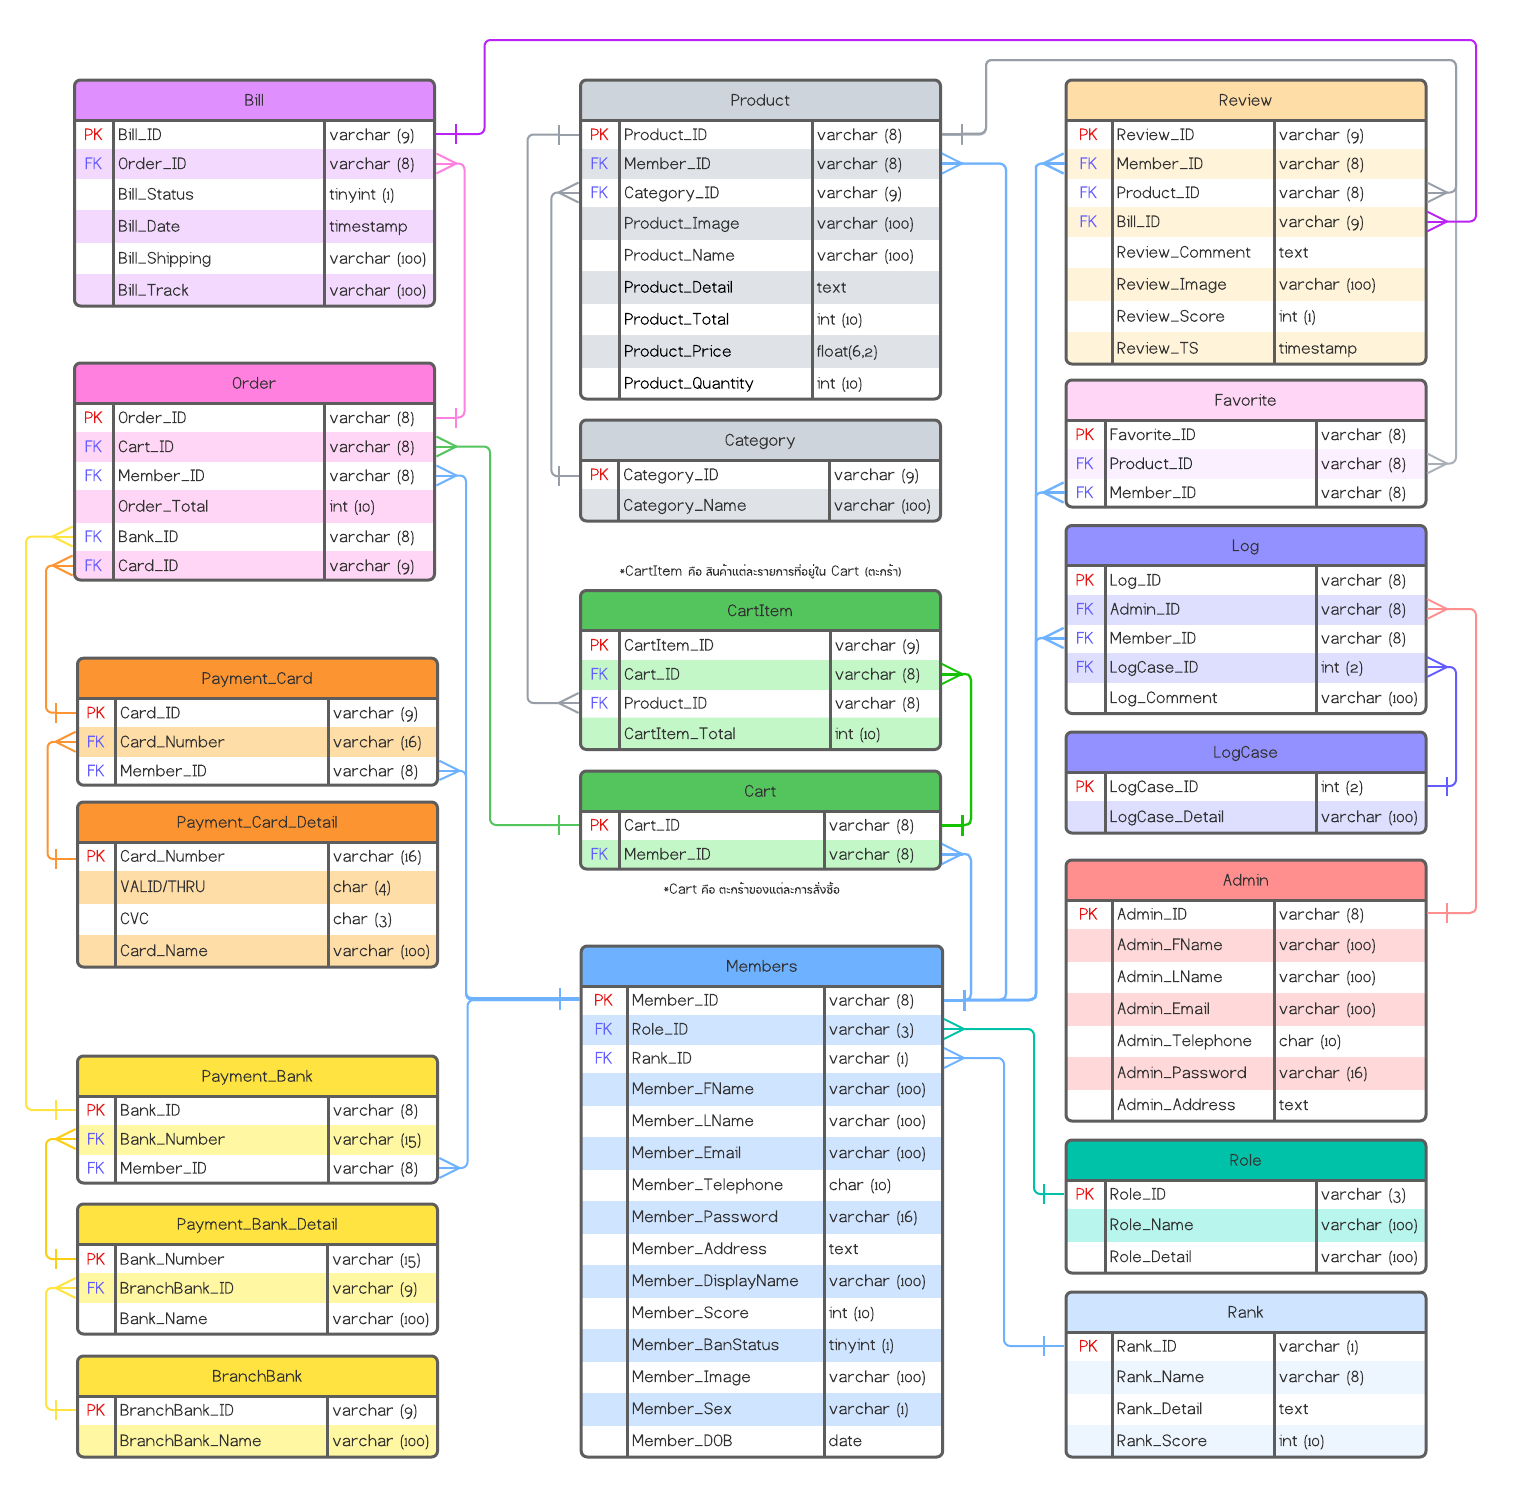 Bill
PK Bill_ID varchar (9)
FK Order_ID varchar (8)
Bill_Status tinyint (1)
Bill_Date timestamp
Bill_Shipping varchar (100)
Bill_Track varchar (100)
Order
PK Order_ID varchar (8)
FK Cart_ID varchar (8)
FK Member_ID varchar (8)
Order_Total int (10)
FK Bank_ID varchar (8)
FK Card_ID varchar (9)
Payment_Card
PK Card_ID varchar (9)
FK Card_Number varchar (16)
FK Member_ID varchar (8)
Payment_Card_Detail
PK Card_Number varchar (16)
VALID/THRU char (4)
CVC char (3)
Card_Name varchar (100)
Payment_Bank
PK Bank_ID varchar (8)
FK Bank_Number varchar (15)
FK Member_ID varchar (8)
Payment_Bank_Detail
PK Bank_Number varchar (15)
FK BranchBank_ID varchar (9)
Bank_Name varchar (100)
BranchBank
PK BranchBank_ID varchar (9)
BranchBank_Name varchar (100)
Product
PK Product_ID varchar (8)
FK Member_ID varchar (8)
FK Category_ID varchar (9)
Product_Image varchar (100)
Product_Name varchar (100)
Product_Detail text
Product_Total int (10)
Product_Price float(6,2)
Product_Quantity int (10)
Category
PK Category_ID varchar (9)
Category_Name varchar (100)
*CartItem คือ สินค้าแต่ละรายการที่อยู่ใน Cart (ตะกร้า)
CartItem
PK CartItem_ID varchar (9)
FK Cart_ID varchar (8)
FK Product_ID varchar (8)
CartItem_Total int (10)
Cart
PK Cart_ID varchar (8)
FK Member_ID varchar (8)
*Cart คือ ตะกร้าของแต่ละการสั่งซื้อ
Members
PK Member_ID varchar (8)
FK Role_ID varchar (3)
FK Rank_ID varchar (1)
Member_FName varchar (100)
Member_LName varchar (100)
Member_Email varchar (100)
Member_Telephone char (10)
Member_Password varchar (16)
Member_Address text
Member_DisplayName varchar (100)
Member_Score int (10)
Member_BanStatus tinyint (1)
Member_Image varchar (100)
Member_Sex varchar (1)
Member_DOB date
Review
PK Review_ID varchar (9)
FK Member_ID varchar (8)
FK Product_ID varchar (8)
FK Bill_ID varchar (9)
Review_Comment text
Review_Image varchar (100)
Review_Score int (1)
Review_TS timestamp
Favorite
PK Favorite_ID varchar (8)
FK Product_ID varchar (8)
FK Member_ID varchar (8)
Log
PK Log_ID varchar (8)
FK Admin_ID varchar (8)
FK Member_ID varchar (8)
FK LogCase_ID int (2)
Log_Comment varchar (100)
LogCase
PK LogCase_ID int (2)
LogCase_Detail varchar (100)
Admin
PK Admin_ID varchar (8)
Admin_FName varchar (100)
Admin_LName varchar (100)
Admin_Email varchar (100)
Admin_Telephone char (10)
Admin_Password varchar (16)
Admin_Address text
Role
PK Role_ID varchar (3)
Role_Name varchar (100)
Role_Detail varchar (100)
Rank
PK Rank_ID varchar (1)
Rank_Name varchar (8)
Rank_Detail text
Rank_Score int (10)